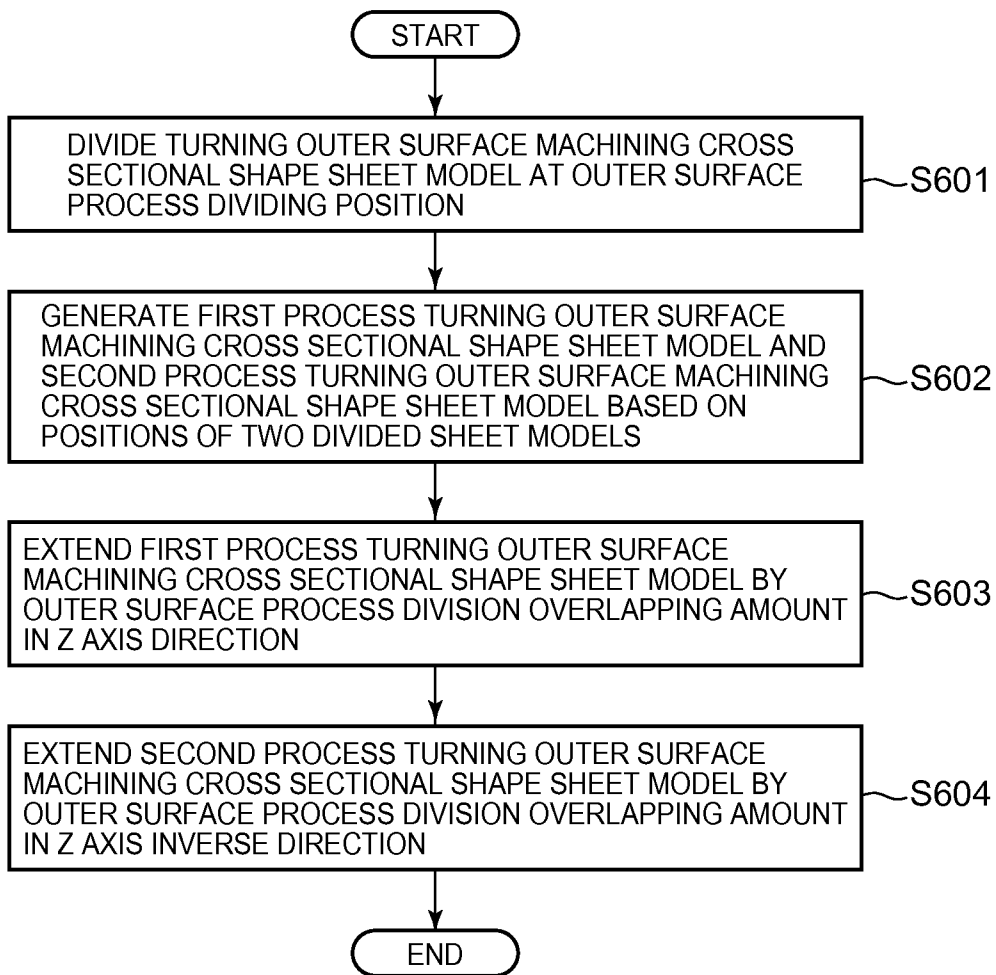 START
DIVIDE TURNING OUTER SURFACE MACHINING CROSS
SECTIONAL SHAPE SHEET MODEL AT OUTER SURFACE
PROCESS DIVIDING POSITION
S601
GENERATE FIRST PROCESS TURNING OUTER SURFACE
MACHINING CROSS SECTIONAL SHAPE SHEET MODEL AND
SECOND PROCESS TURNING OUTER SURFACE MACHINING
CROSS SECTIONAL SHAPE SHEET MODEL BASED ON
POSITIONS OF TWO DIVIDED SHEET MODELS
S602
EXTEND FIRST PROCESS TURNING OUTER SURFACE
MACHINING CROSS SECTIONAL SHAPE SHEET MODEL BY
OUTER SURFACE PROCESS DIVISION OVERLAPPING AMOUNT
IN Z AXIS DIRECTION
S603
EXTEND SECOND PROCESS TURNING OUTER SURFACE
MACHINING CROSS SECTIONAL SHAPE SHEET MODEL BY
OUTER SURFACE PROCESS DIVISION OVERLAPPING AMOUNT
IN Z AXIS INVERSE DIRECTION
S604
END